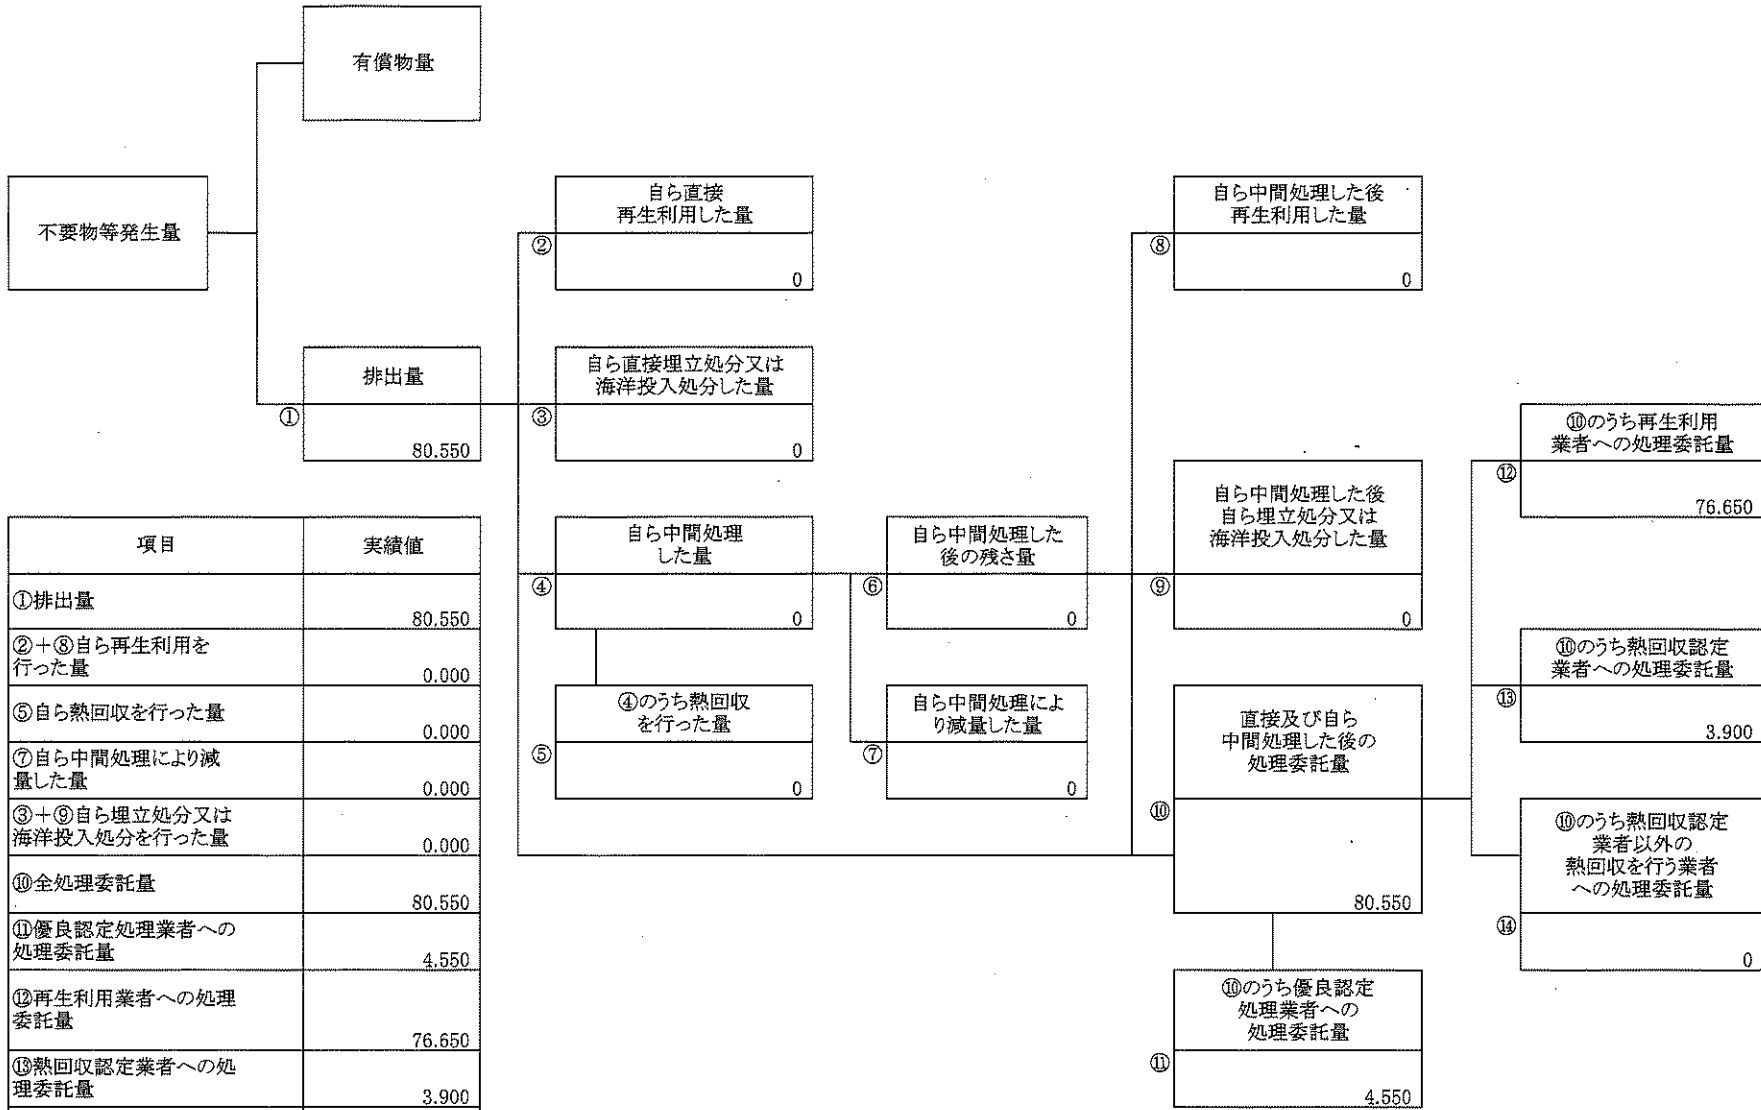 有償物量
不要物等発生量
自ら直接
再生利用した量
②
0
自ら中間処理した後
再生利用した量
⑧
0
排出量
①
80.550
自ら直接埋立処分又は
海洋投入処分した量
③
0
⑩のうち再生利用
業者への処理委託量
⑫
76.650
自ら中間処理
した量
④
0
自ら中間処理した
後の残さ量
⑥
0
自ら中間処理した後
自ら埋立処分又は
海洋投入処分した量
⑨
0
⑩のうち熱回収認定
業者への処理委託量
⑬
3.900
④のうち熱回収
を行った量
⑤
0
自ら中間処理によ
り減量した量
⑦
0
直接及び自ら
中間処理した後の
処理委託量
⑩
80.550
⑩のうち熱回収認定
業者以外の
熱回収を行う業者
への処理委託量
⑭
0
⑩のうち優良認定
処理業者への
処理委託量
⑪
4.550
項目 実績値
①排出量
80.550
②+⑧自ら再生利用を
行った量
0.000
⑤自ら熱回収を行った量
0.000
⑦自ら中間処理により減
量した量
0.000
③+⑨自ら埋立処分又は
海洋投入処分を行った量
0.000
⑩全処理委託量
80.550
⑪優良認定処理業者への
処理委託量
4.550
⑫再生利用業者への処理
委託量
76.650
⑬熱回収認定業者への処
理委託量
3.900